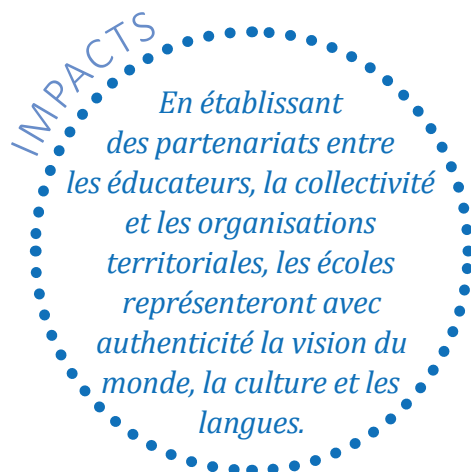 IMPACTS
En établissant
des partenariats entre
les éducateurs, la collectivité
et les organisations
territoriales, les écoles
représenteront avec
authenticité la vision du
monde, la culture et les
langues.